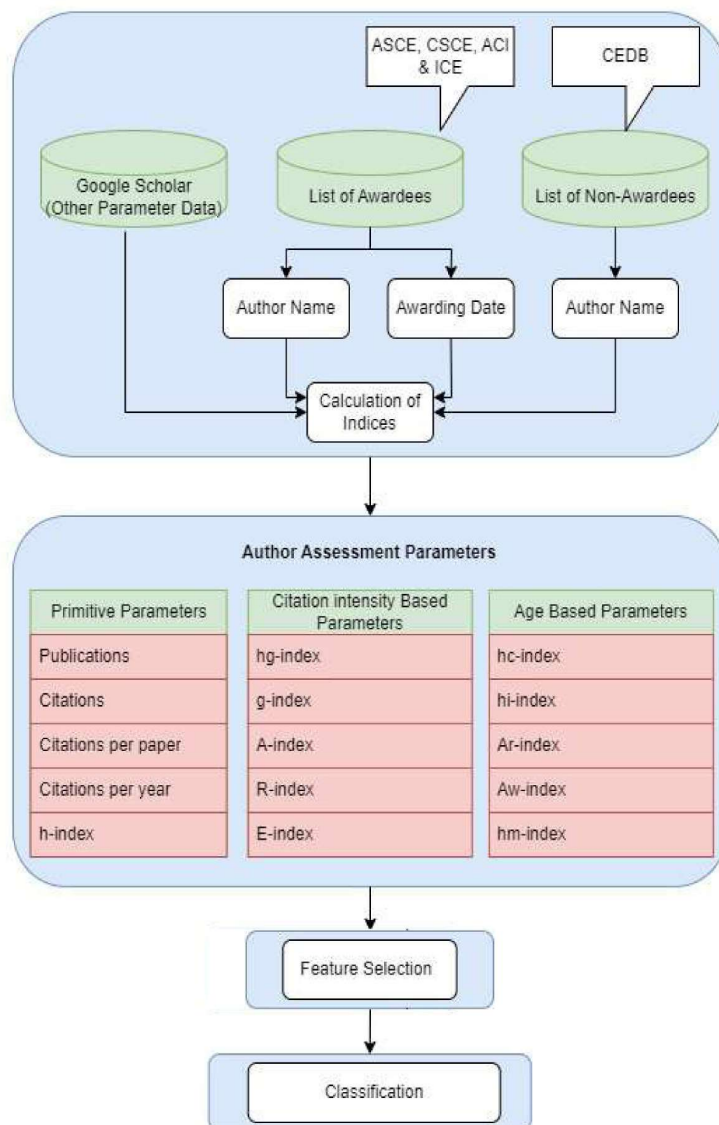 ASCE, CSCE, ACI
& ICE
CEDB
Google Scholar
(Other Parameter Data)
List of Awardees
List of Non-Awardees
Author Name
Awarding Date
Author Name
Calculation of
Indices
Author Assessment Parameters
Primitive Parameters
Publications
Citations
Citations per paper
Citations per year
h-index
Citation intensity Based
Parameters
hg-index
g-index
A-index
R-index
E-index
Age Based Parameters
hc-index
hi-index
Ar-index
Aw-index
hm-index
Feature Selection
Classification